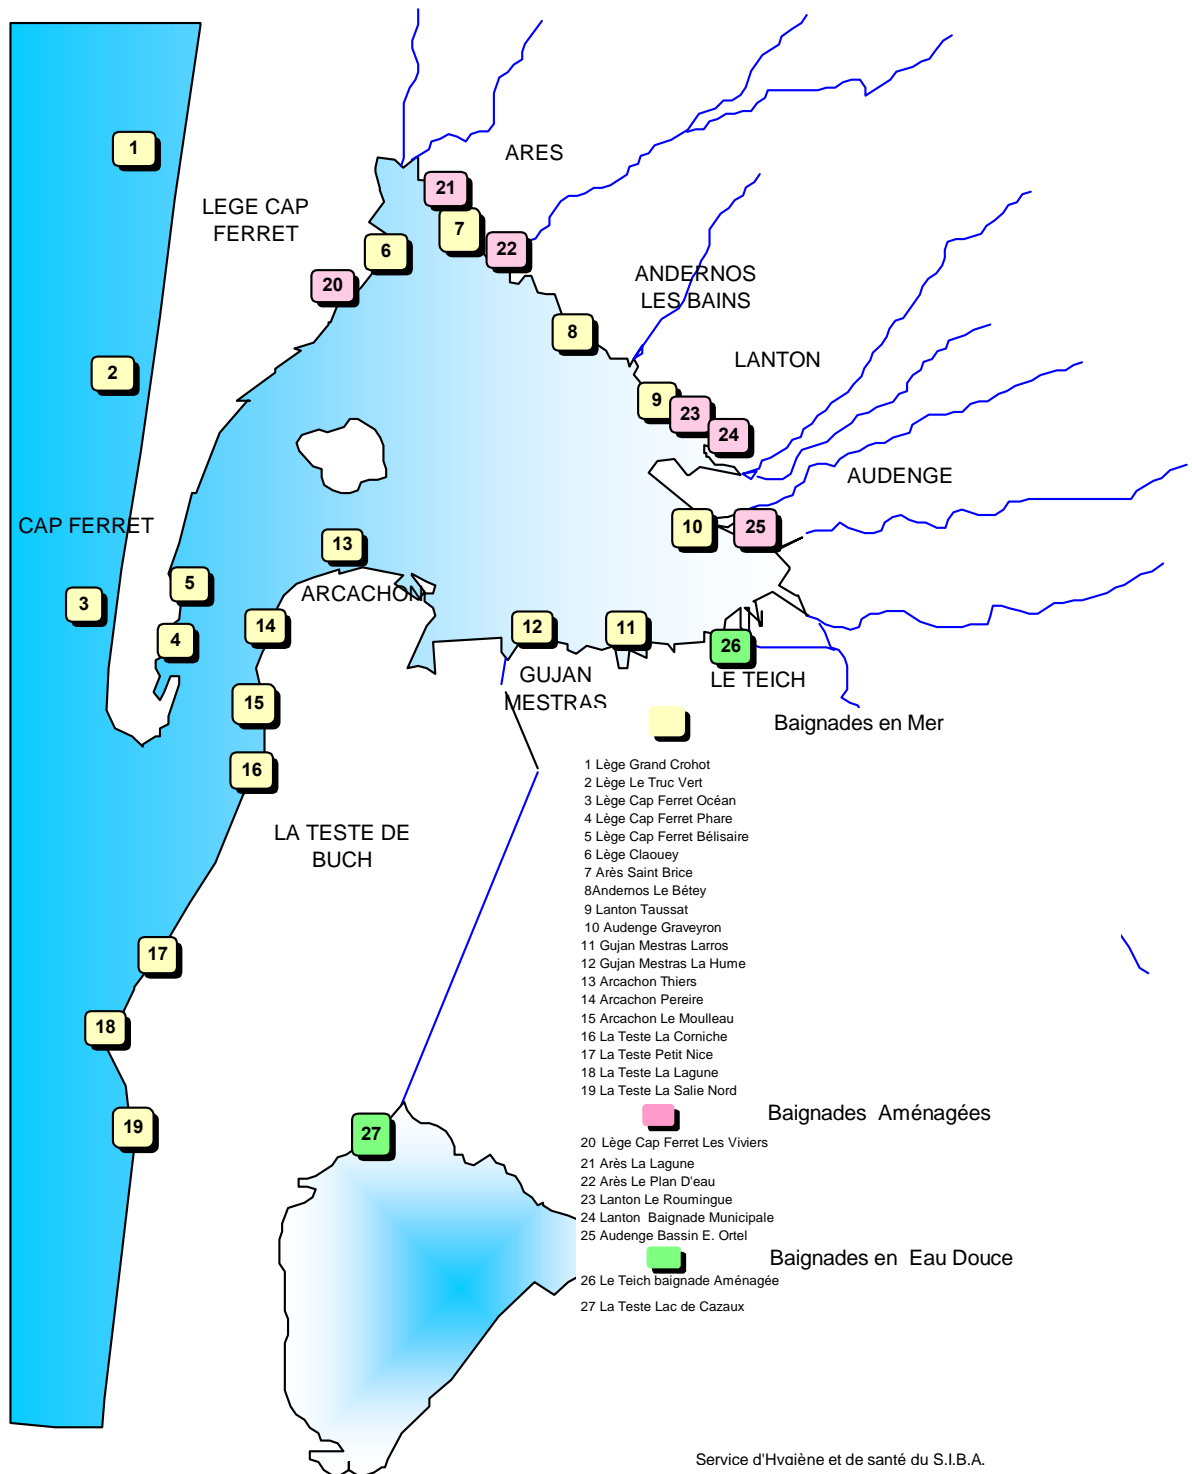 1
ARES
21
LEGE CAP
FERRET
7
6
22
20
ANDERNOS
LES BAINS
8
2
LANTON
9
23
24
AUDENGE
CAP FERRET
10
25
13
5
ARCACHON
3
14
4
12
11
26
GUJAN
MESTRAS
LE TEICH
15
Baignades en Mer
16
1 Lège Grand Crohot
2 Lège Le Truc Vert
3 Lège Cap Ferret Océan
4 Lège Cap Ferret Phare
5 Lège Cap Ferret Bélisaire
6 Lège Claouey
7 Arès Saint Brice
8Andernos Le Bétey
9 Lanton Taussat
10 Audenge Graveyron
11 Gujan Mestras Larros
12 Gujan Mestras La Hume
13 Arcachon Thiers
14 Arcachon Pereire
15 Arcachon Le Moulleau
16 La Teste La Corniche
17 La Teste Petit Nice
18 La Teste La Lagune
19 La Teste La Salie Nord
LA TESTE DE
BUCH
17
18
19
27
Baignades Aménagées
20 Lège Cap Ferret Les Viviers
21 Arès La Lagune
22 Arès Le Plan D'eau
23 Lanton Le Roumingue
24 Lanton Baignade Municipale
25 Audenge Bassin E. Ortel
Baignades en Eau Douce
26 Le Teich baignade Aménagée
27 La Teste Lac de Cazaux
Service d'Hygiène et de santé du S.I.B.A.